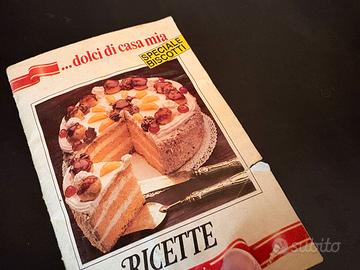 ...dolci di casa mia
SPECIALE
BISCOTTI
RICETTE
subito